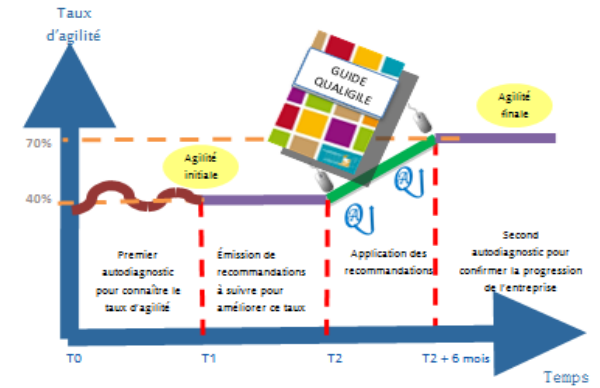 Taux
d'agilité
GUIDE
QUALIGILE
Agilité
finale
70%
Agilité
initiale
40%
Premier
autodiagnostic
pour connaître le
taux d'agilité
Émission de
recommandations
à suivre pour
améliorer ce taux
Application des
recommandations
Second
autodiagnostic pour
confirmer la progression
de l'entreprise
T0
T1
T2
T2 + 6 mois
Temps